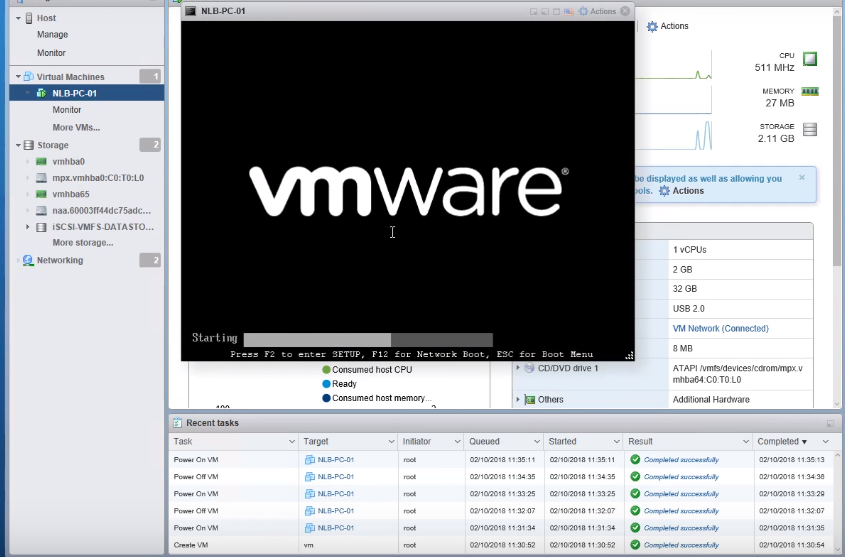 Host
Manage
Monitor
Virtual Machines 1
NLB-PC-01
Monitor
More VMs...
Storage 2
vmhba0
mpx.vmhba0:C0:T0:L0
vmhba65
naa.60003ff44dc75adc...
iSCSI-VMFS-DATASTO...
More storage...
Networking 2
NLB-PC-01 Actions
vmware®
Starting
Press F2 to enter SETUP, F12 for Network Boot, ESC for Boot Menu
Actions
CPU
511 MHz
MEMORY
27 MB
STORAGE
2.11 GB
be displayed as well as allowing you
Actions
1 vCPUs
2 GB
32 GB
USB 2.0
VM Network (Connected)
8 MB
CD/DVD drive 1 ATAPI /vmfs/devices/cdrom/mpx.v
mhba64:C0:T0:L0
Others Additional Hardware
Consumed host CPU
Ready
Consumed host memory...
Recent tasks
Task Target Initiator Queued Started Result Completed
Power On VM NLB-PC-01 root 02/10/2018 11:35:11 02/10/2018 11:35:11 Completed successfully 02/10/2018 11:35:13
Power Off VM NLB-PC-01 root 02/10/2018 11:34:35 02/10/2018 11:34:35 Completed successfully 02/10/2018 11:34:36
Power On VM NLB-PC-01 root 02/10/2018 11:33:25 02/10/2018 11:33:25 Completed successfully 02/10/2018 11:33:29
Power Off VM NLB-PC-01 root 02/10/2018 11:32:07 02/10/2018 11:32:07 Completed successfully 02/10/2018 11:32:07
Power On VM NLB-PC-01 root 02/10/2018 11:31:34 02/10/2018 11:31:34 Completed successfully 02/10/2018 11:31:35
Create VM vm root 02/10/2018 11:30:52 02/10/2018 11:30:52 Completed successfully 02/10/2018 11:30:54